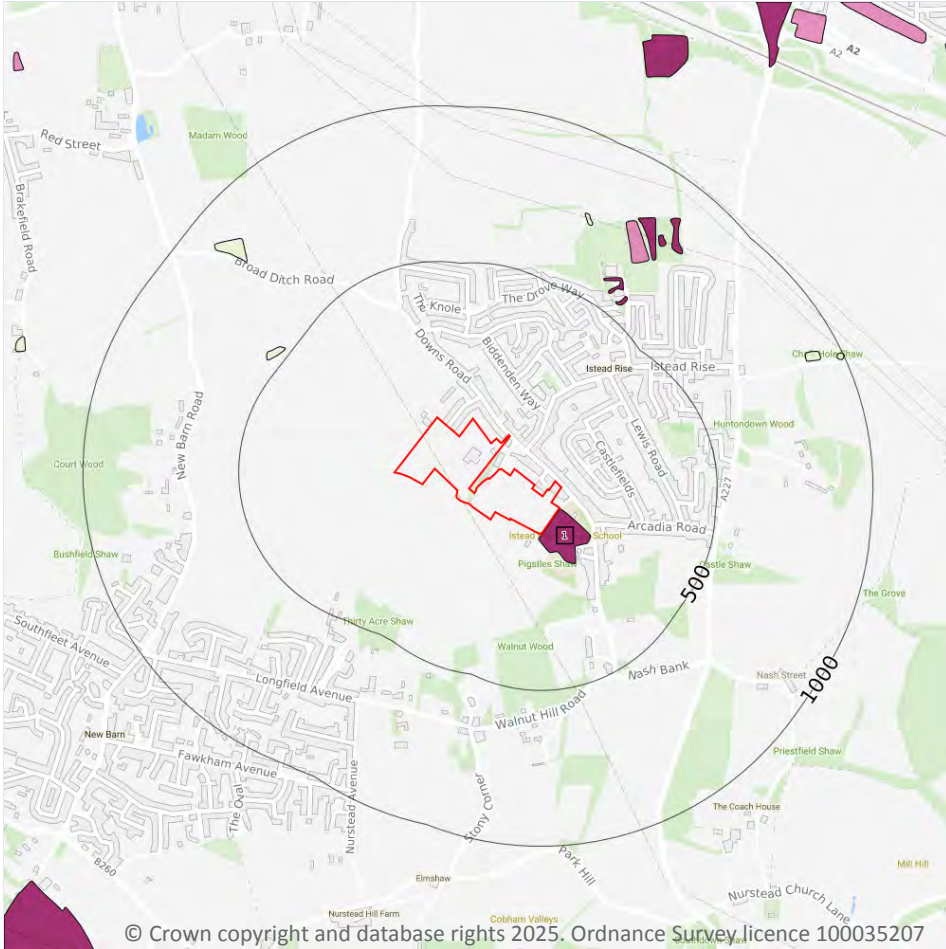 A2
A2
Madam Wood
Red Street
Brakefield Road
Broad Ditch Road
The Knole
The Drove Way
Downs Road
Biddenden Way
Istead Rise
Istead Rise
Chalk Hole Shaw
New Barn Road
Lewis Road
Huntondown Wood
Castlefields
Court Wood
A227
Arcadia Road
Istead
1
School
Bushfield Shaw
Pigstles Shaw
Castle Shaw
500
The Grove
Thirty Acre Shaw
Southfleet Avenue
Walnut Wood
Nash Bank
Nash Street
1000
Longfield Avenue
Walnut Hill Road
New Barn
Fawkham Avenue
Priestfield Shaw
The Oval
Nurstead Avenue
Stony Corner
The Coach House
B260
Park Hill
Mill Hill
Elmshaw
Nurstead Church Lane
Nurstead Hill Farm
Cobham Valleys
© Crown copyright and database rights 2025. Ordnance Survey licence 100035207